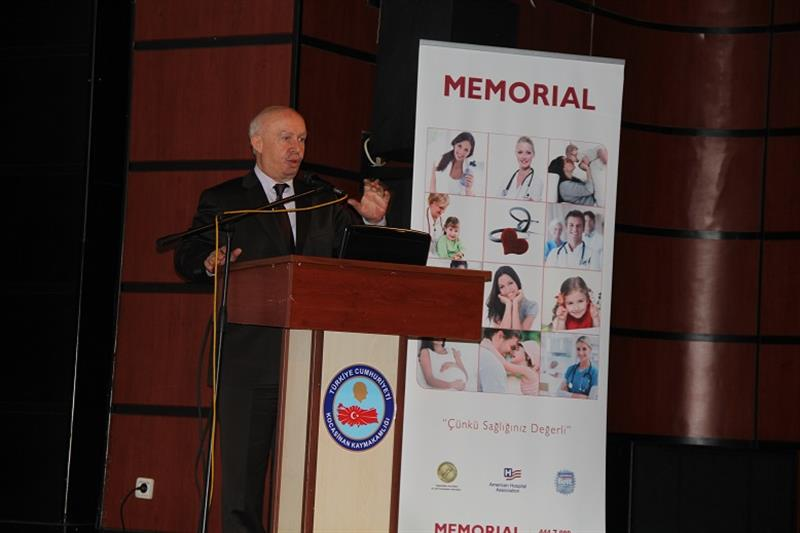 MEMORIAL
"Çünkü Sağlığınız Değerli"
American Hospital
Association
MEMORIAL
TÜRKİYE CUMHURİYETİ
KOCASİNAN KAYMAKAMLIĞI